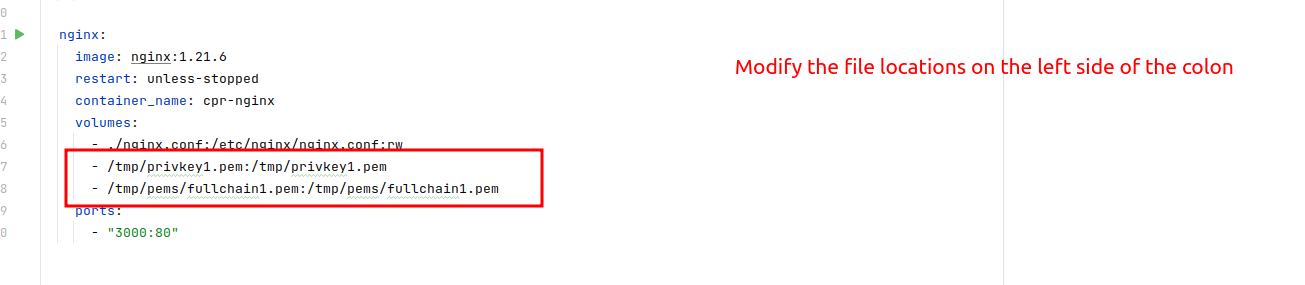 0
1 nginx:
2 image: nginx:1.21.6
Modify the file locations on the left side of the colon
3 restart: unless-stopped
4 container_name: cpr-nginx
5 volumes:
6 - ./nginx.conf:/etc/nginx/nginx.conf:rw
7 - /tmp/privkey1.pem:/tmp/privkey1.pem
8 - /tmp/pems/fullchain1.pem:/tmp/pems/fullchain1.pem
9 ports:
0 - "3000:80"